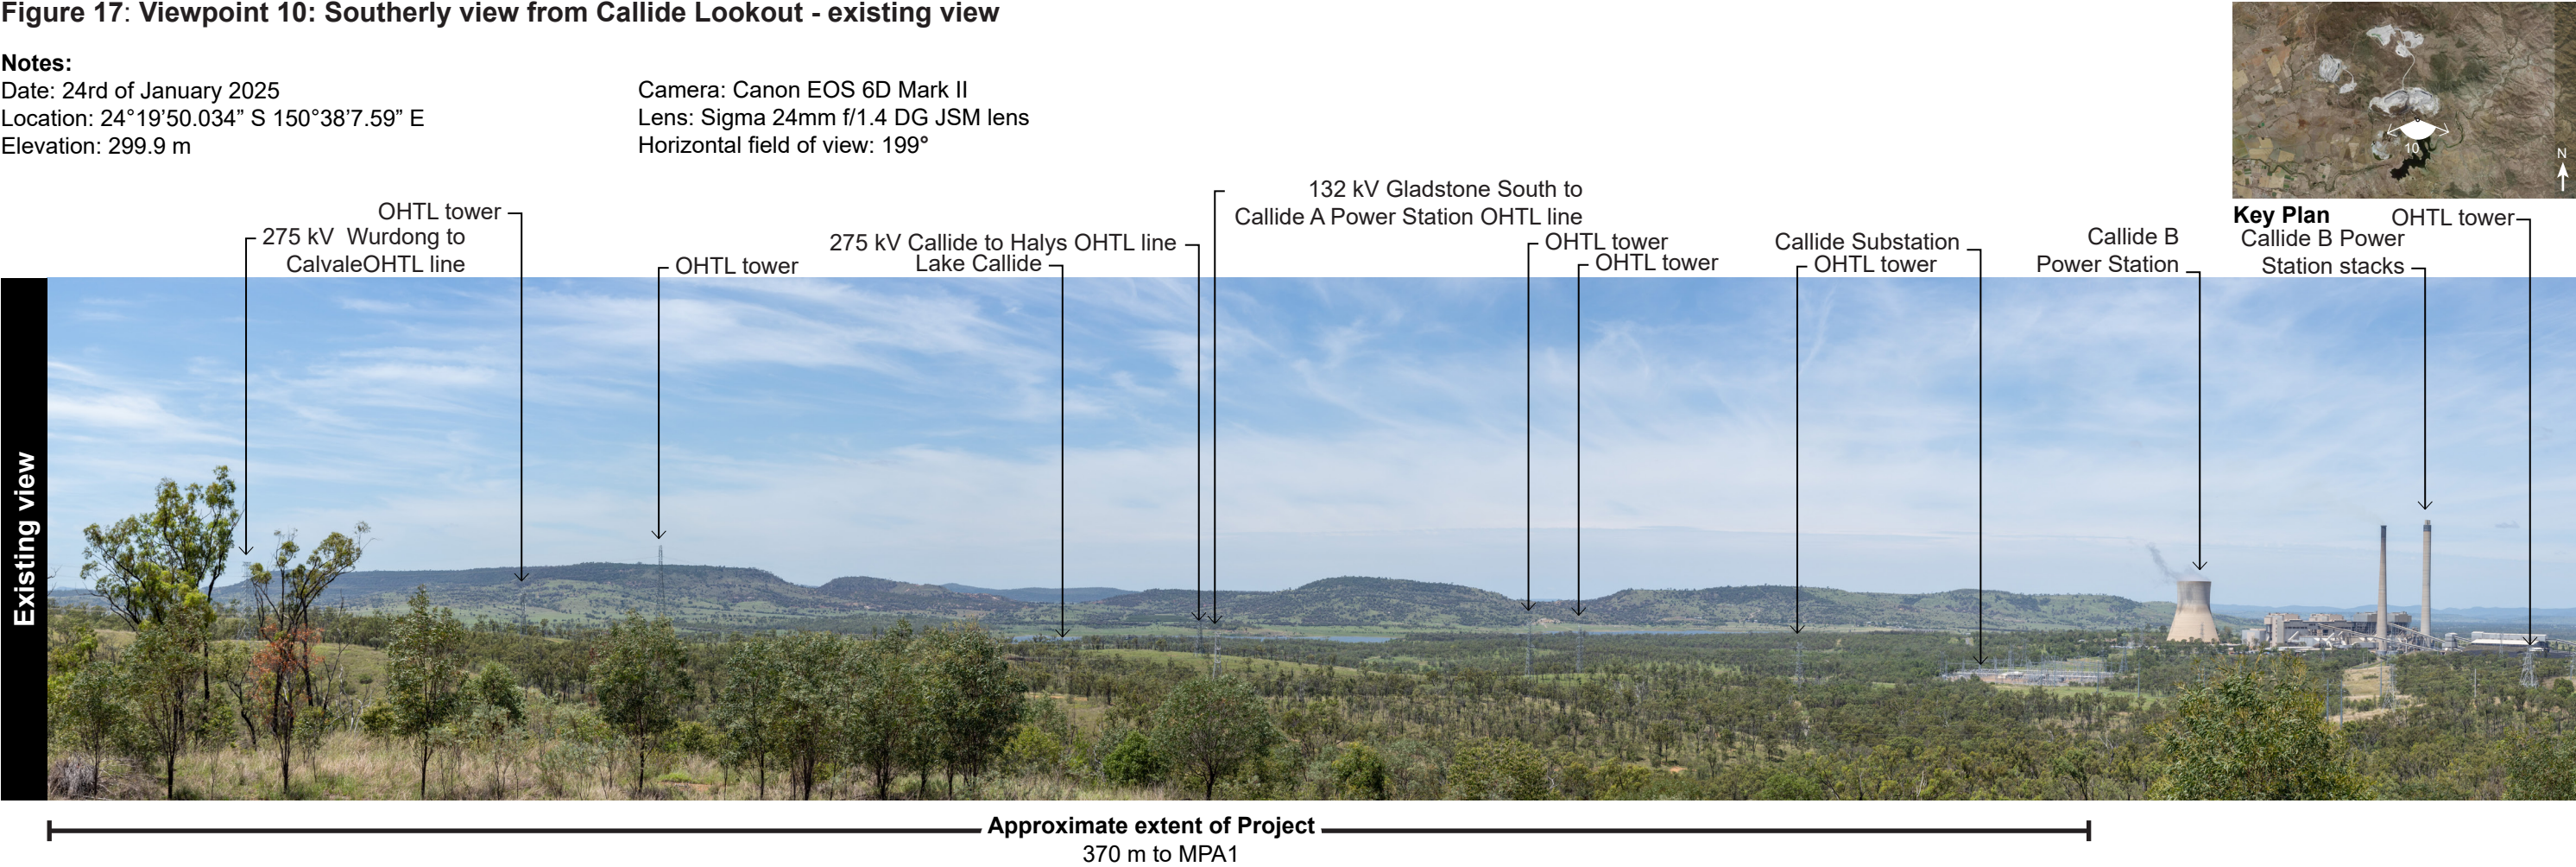 Figure 17: Viewpoint 10: Southerly view from Callide Lookout - existing view
Notes:
Date: 24rd of January 2025
Location: 24°19’50.034” S 150°38’7.59” E
Elevation: 299.9 m
Camera: Canon EOS 6D Mark II
Lens: Sigma 24mm f/1.4 DG JSM lens
Horizontal field of view: 199°
10
N
Key Plan
OHTL tower
275 kV  Wurdong to
CalvaleOHTL line
OHTL tower
275 kV Callide to Halys OHTL line
Lake Callide
132 kV Gladstone South to
Callide A Power Station OHTL line
OHTL tower
OHTL tower
Callide Substation
OHTL tower
Callide B
Power Station
Callide B Power
Station stacks
OHTL tower
Existing view
Approximate extent of Project
370 m to MPA1